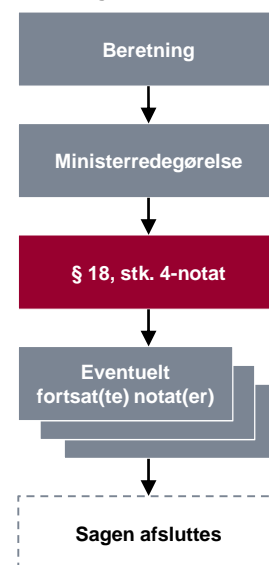 Beretning
Ministerredegørelse
§ 18, stk. 4-notat
Eventuelt
fortsat(te) notat(er)
Sagen afsluttes